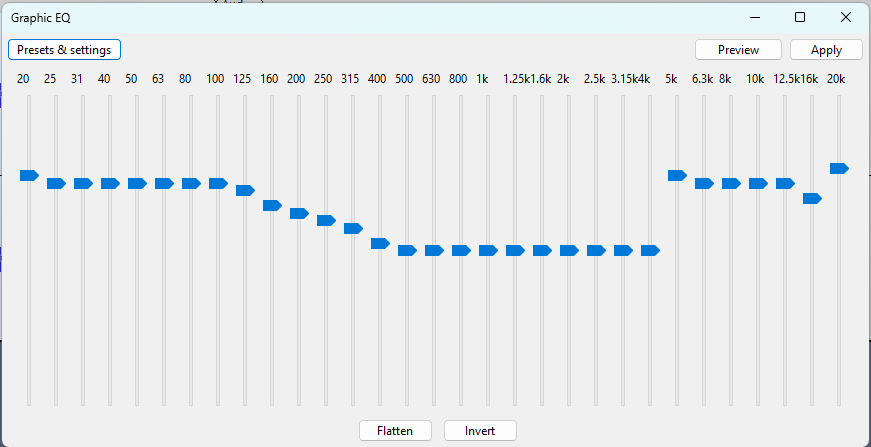 Graphic EQ
Presets & settings Preview Apply
20 25 31 40 50 63 80 100 125 160 200 250 315 400 500 630 800 1k 1.25k 1.6k 2k 2.5k 3.15k 4k 5k 6.3k 8k 10k 12.5k 16k 20k
Flatten Invert